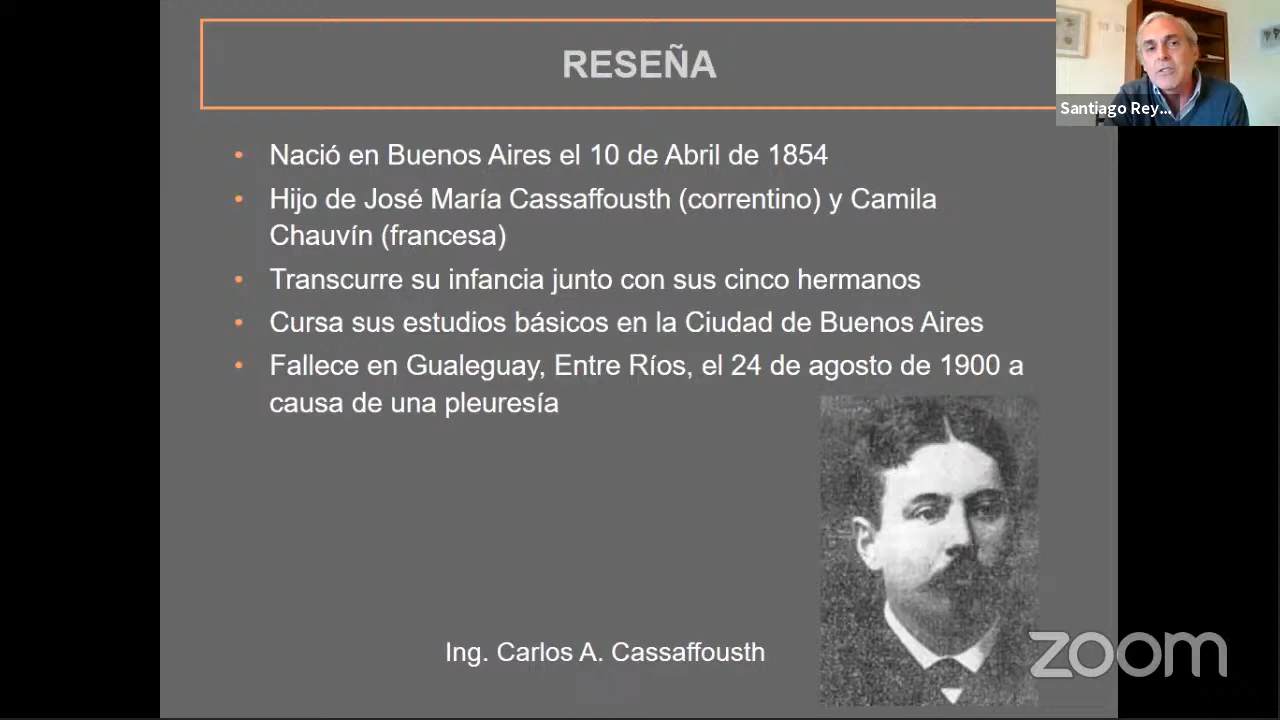 RESEÑA
Santiago Rey...
• Nació en Buenos Aires el 10 de Abril de 1854
• Hijo de José María Cassaffousth (correntino) y Camila
Chauvín (francesa)
• Transcurre su infancia junto con sus cinco hermanos
• Cursa sus estudios básicos en la Ciudad de Buenos Aires
• Fallece en Gualeguay, Entre Ríos, el 24 de agosto de 1900 a
causa de una pleuresía
Ing. Carlos A. Cassaffousth
zoom